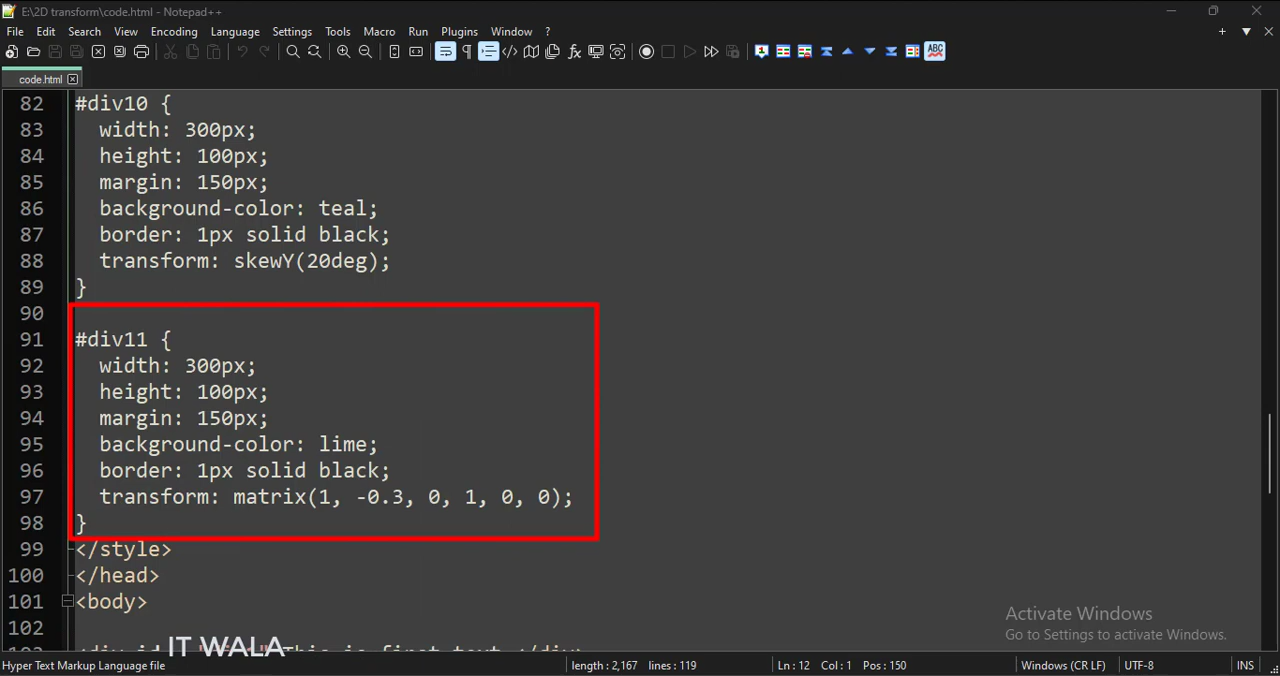 E:\2D transform\code.html - Notepad++
File Edit Search View Encoding Language Settings Tools Macro Run Plugins Window ?
code.html
82 #div10 {
83 width: 300px;
84 height: 100px;
85 margin: 150px;
86 background-color: teal;
87 border: 1px solid black;
88 transform: skewY(20deg);
89 }
90
91 #div11 {
92 width: 300px;
93 height: 100px;
94 margin: 150px;
95 background-color: lime;
96 border: 1px solid black;
97 transform: matrix(1, -0.3, 0, 1, 0, 0);
98 }
99 </style>
100 </head>
101 <body>
102
Activate Windows
Go to Settings to activate Windows.
IT WALA
This is first text </div>
Hyper Text Markup Language file length : 2,167 lines : 119 Ln : 12 Col : 1 Pos : 150 Windows (CR LF) UTF-8 INS